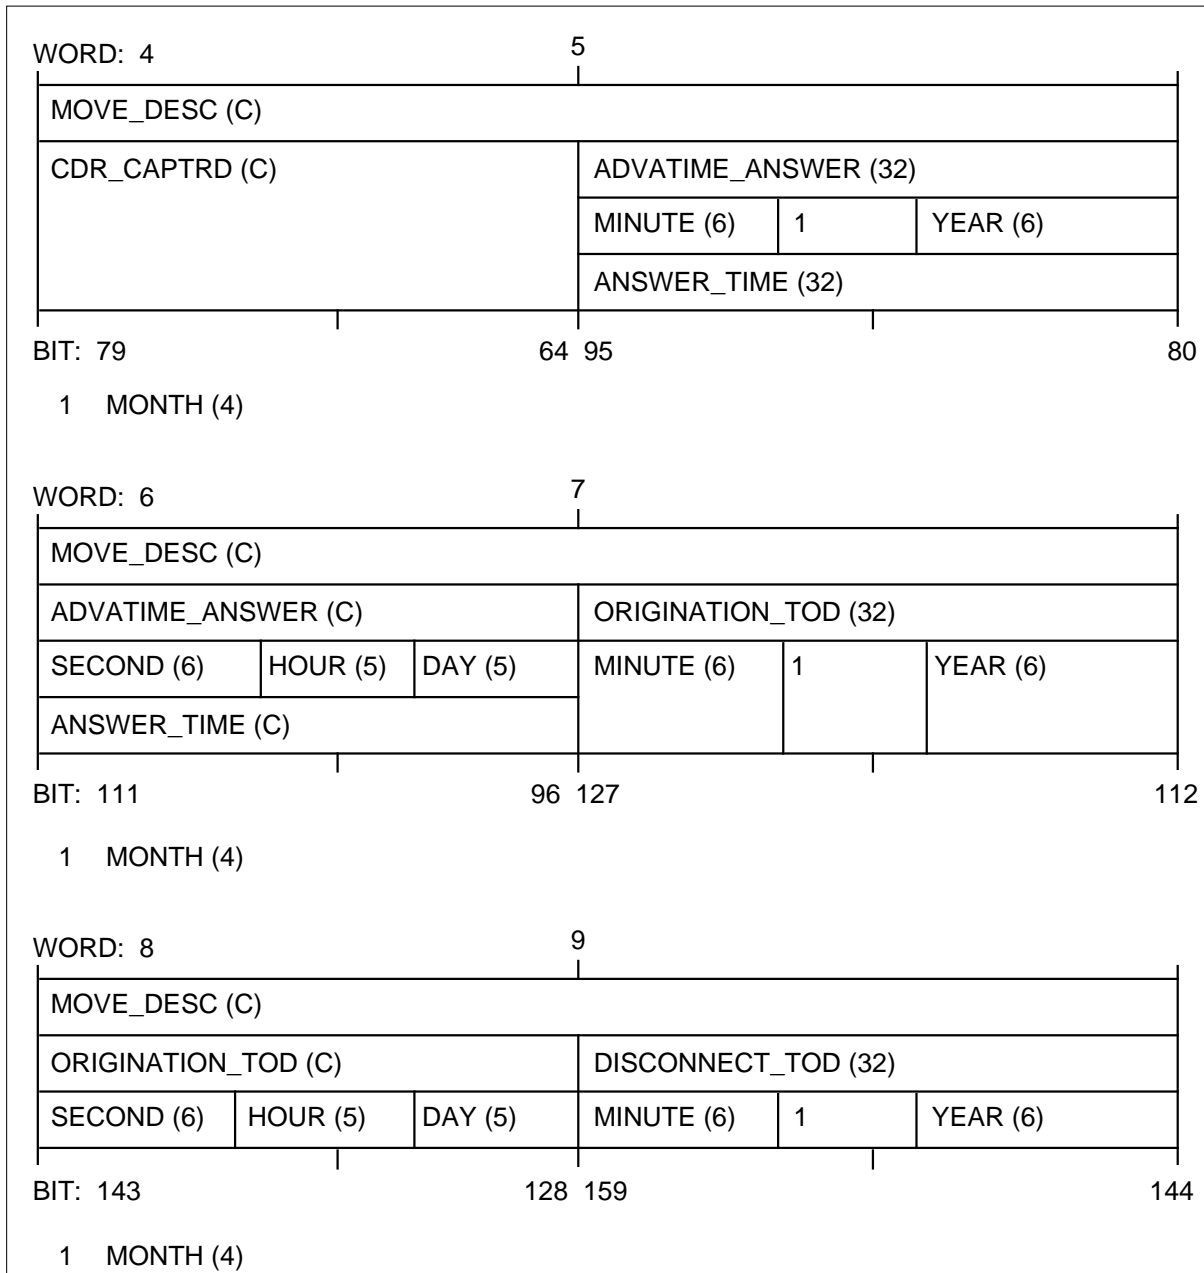 WORD: 4 5
MOVE_DESC (C)
CDR_CAPTRD (C) ADVATIME_ANSWER (32)
MINUTE (6) 1 YEAR (6)
ANSWER_TIME (32)
BIT: 79 64 95 80
1 MONTH (4)
WORD: 6 7
MOVE_DESC (C)
ADVATIME_ANSWER (C) ORIGINATION_TOD (32)
SECOND (6) HOUR (5) DAY (5) MINUTE (6) 1 YEAR (6)
ANSWER_TIME (C)
BIT: 111 96 127 112
1 MONTH (4)
WORD: 8 9
MOVE_DESC (C)
ORIGINATION_TOD (C) DISCONNECT_TOD (32)
SECOND (6) HOUR (5) DAY (5) MINUTE (6) 1 YEAR (6)
BIT: 143 128 159 144
1 MONTH (4)